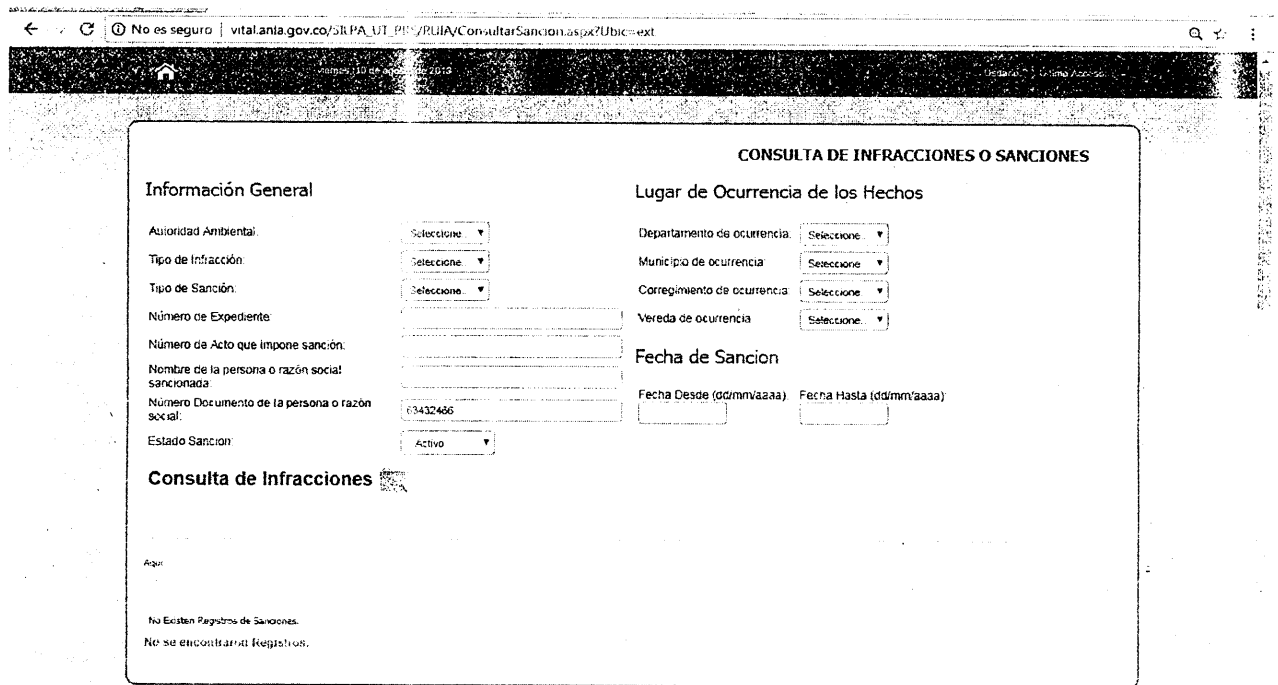 No es seguro | vital.anla.gov.co/SILPA_UT_PRE/RUIA/ConsultarSancion.aspx?Ubic=ext
CONSULTA DE INFRACCIONES O SANCIONES
Información General
Autoridad Ambiental:
Seleccione..
Tipo de Infracción:
Seleccione..
Tipo de Sanción:
Seleccione..
Número de Expediente:
Número de Acto que impone sanción:
Nombre de la persona o razón social
sancionada:
Número Documento de la persona o razón
social:
63432466
Estado Sancion:
Activo
Lugar de Ocurrencia de los Hechos
Departamento de ocurrencia:
Seleccione..
Municipio de ocurrencia:
Seleccione..
Corregimiento de ocurrencia:
Seleccione..
Vereda de ocurrencia
Seleccione..
Fecha de Sancion
Fecha Desde (dd/mm/aaaa):
Fecha Hasta (dd/mm/aaaa):
Consulta de Infracciones
Aqui
No Existen Registros de Sanciones.
No se encontraron Registros.